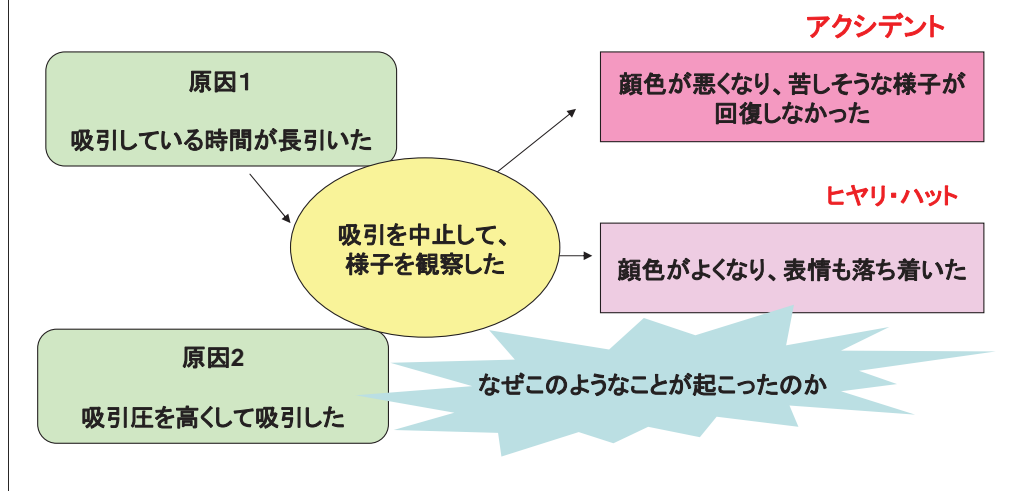 アクシデント
原因1
吸引している時間が長引いた
顔色が悪くなり、苦しそうな様子が
回復しなかった
ヒヤリ・ハット
吸引を中止して、
様子を観察した
顔色がよくなり、表情も落ち着いた
原因2
吸引圧を高くして吸引した
なぜこのようなことが起こったのか